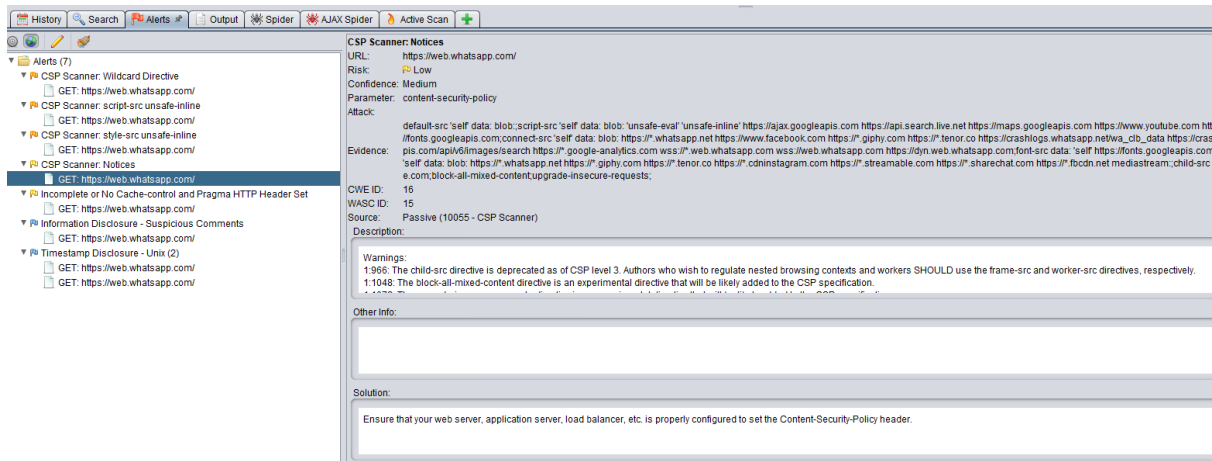 History Search Alerts Output Spider AJAX Spider Active Scan
Alerts (7)
CSP Scanner: Wildcard Directive
GET: https://web.whatsapp.com/
CSP Scanner: script-src unsafe-inline
GET: https://web.whatsapp.com/
CSP Scanner: style-src unsafe-inline
GET: https://web.whatsapp.com/
CSP Scanner: Notices
GET: https://web.whatsapp.com/
Incomplete or No Cache-control and Pragma HTTP Header Set
GET: https://web.whatsapp.com/
Information Disclosure - Suspicious Comments
GET: https://web.whatsapp.com/
Timestamp Disclosure - Unix (2)
GET: https://web.whatsapp.com/
GET: https://web.whatsapp.com/
CSP Scanner: Notices
URL: https://web.whatsapp.com/
Risk: Low
Confidence: Medium
Parameter: content-security-policy
Attack:
default-src 'self' data: blob:;script-src 'self' data: blob: 'unsafe-eval' 'unsafe-inline' https://ajax.googleapis.com https://api.search.live.net https://maps.googleapis.com https://www.youtube.com htt
//fonts.googleapis.com;connect-src 'self' data: blob: https://*.whatsapp.net https://www.facebook.com https://*.giphy.com https://*.tenor.co https://crashlogs.whatsapp.net/wa_clb_data https://cras
Evidence: pis.com/api/v6/images/search https://*.google-analytics.com wss://*.web.whatsapp.com wss://web.whatsapp.com https://dyn.web.whatsapp.com;font-src data: 'self' https://fonts.googleapis.com
'self' data: blob: https://*.whatsapp.net https://*.giphy.com https://*.tenor.co https://*.cdninstagram.com https://*.streamable.com https://*.sharechat.com https://*.fbcdn.net mediastream:;child-src
e.com;block-all-mixed-content;upgrade-insecure-requests;
CWE ID: 16
WASC ID: 15
Source: Passive (10055 - CSP Scanner)
Description:
Warnings:
1:966: The child-src directive is deprecated as of CSP level 3. Authors who wish to regulate nested browsing contexts and workers SHOULD use the frame-src and worker-src directives, respectively.
1:1048: The block-all-mixed-content directive is an experimental directive that will be likely added to the CSP specification.
Other Info:
Solution:
Ensure that your web server, application server, load balancer, etc. is properly configured to set the Content-Security-Policy header.